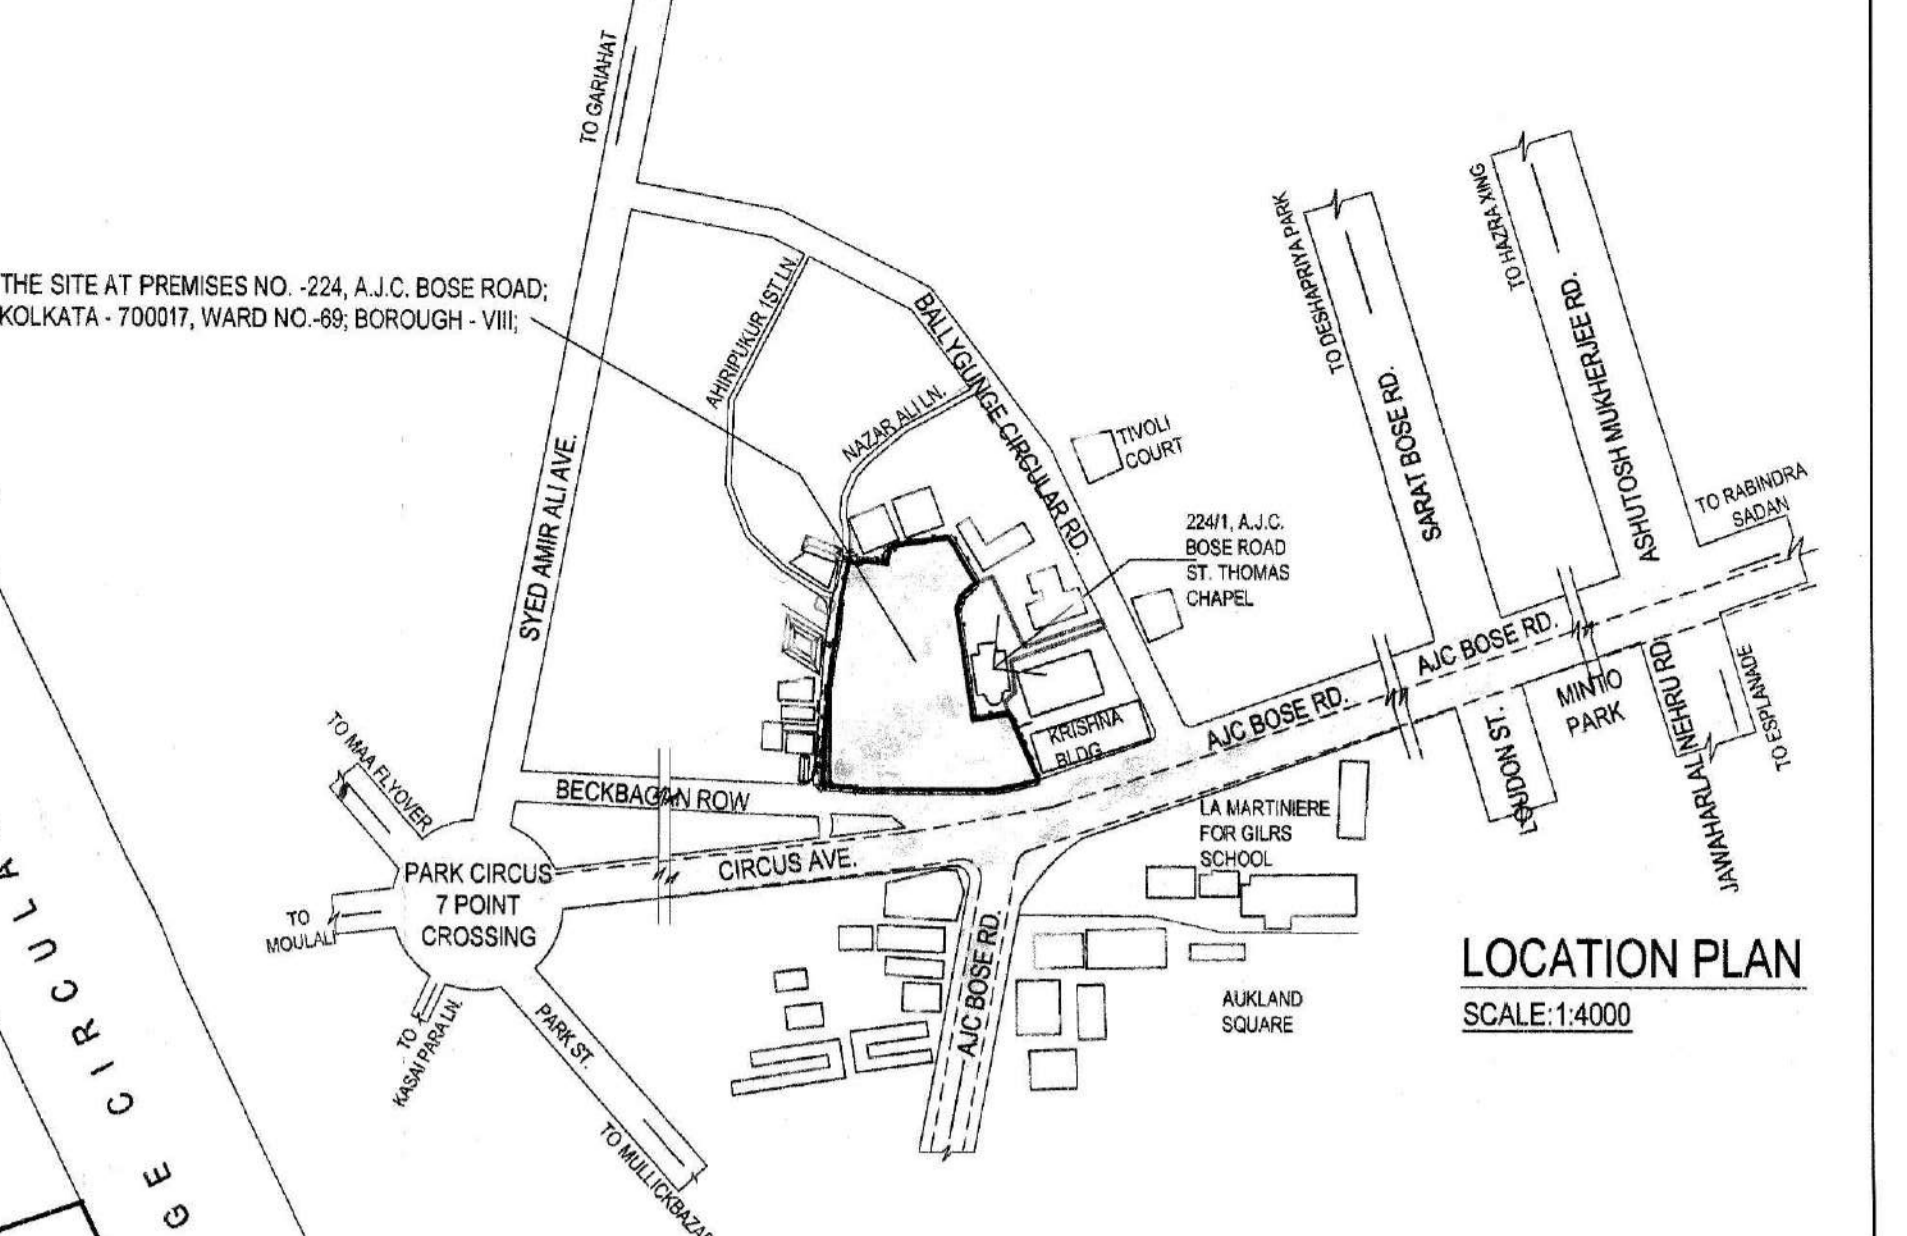 TO GARIAHAT
THE SITE AT PREMISES NO. -224, A.J.C. BOSE ROAD;
KOLKATA - 700017, WARD NO.-69; BOROUGH - VIII;
AHIRIPUKUR 1ST LN.
BALLYGUNGE CIRCULAR RD.
NAZAR ALI LN.
TIVOLI
COURT
TO DESHAPRIYA PARK
SARAT BOSE RD.
TO HAZRA XING
ASHUTOSH MUKHERJEE RD.
TO RABINDRA
SADAN
SYED AMIR ALI AVE.
224/1, A.J.C.
BOSE ROAD
ST. THOMAS
CHAPEL
AJC BOSE RD.
AJC BOSE RD.
MINTO
PARK
LOUDON ST.
JAWAHARLAL NEHRU RD
TO ESPLANADE
KRISHNA
BLDG.
TO MAA FLYOVER
BECKBAGAN ROW
CIRCUS AVE.
PARK CIRCUS
7 POINT
CROSSING
TO
MOULALI
TO
KASAI PARA LN.
PARK ST.
TO MULLICKBAZAR
AJC BOSE RD.
LA MARTINIERE
FOR GILRS
SCHOOL
AUKLAND
SQUARE
LOCATION PLAN
SCALE:1:4000
GE CIRCULA